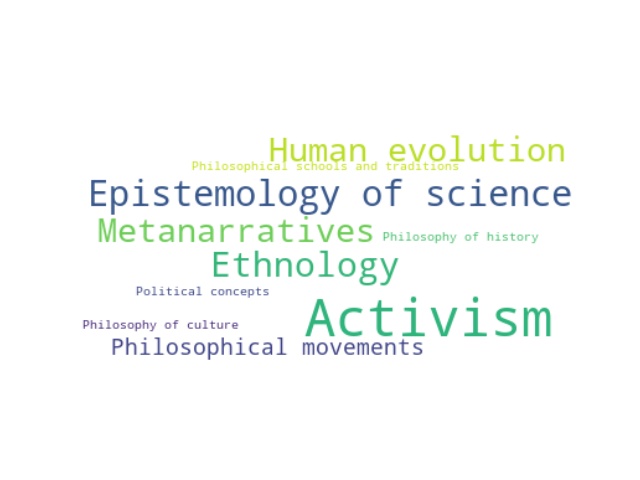 Human evolution
Philosophical schools and traditions
Epistemology of science
Metanarratives
Philosophy of history
Ethnology
Political concepts
Activism
Philosophy of culture
Philosophical movements